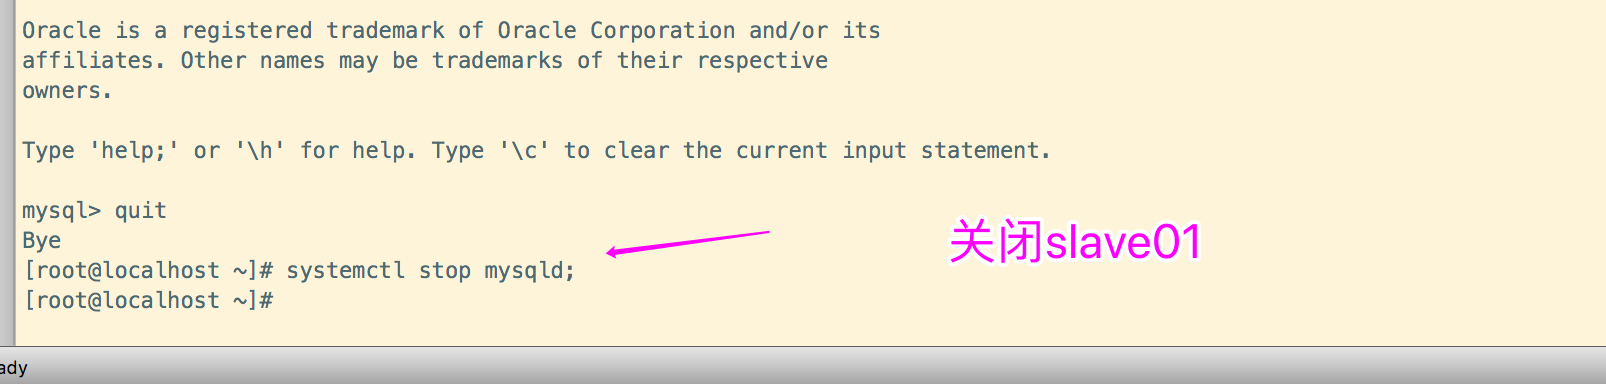 Oracle is a registered trademark of Oracle Corporation and/or its
affiliates. Other names may be trademarks of their respective
owners.
Type 'help;' or '\h' for help. Type '\c' to clear the current input statement.
mysql> quit
Bye
[root@localhost ~]# systemctl stop mysqld;
[root@localhost ~]#
关闭slave01
ady